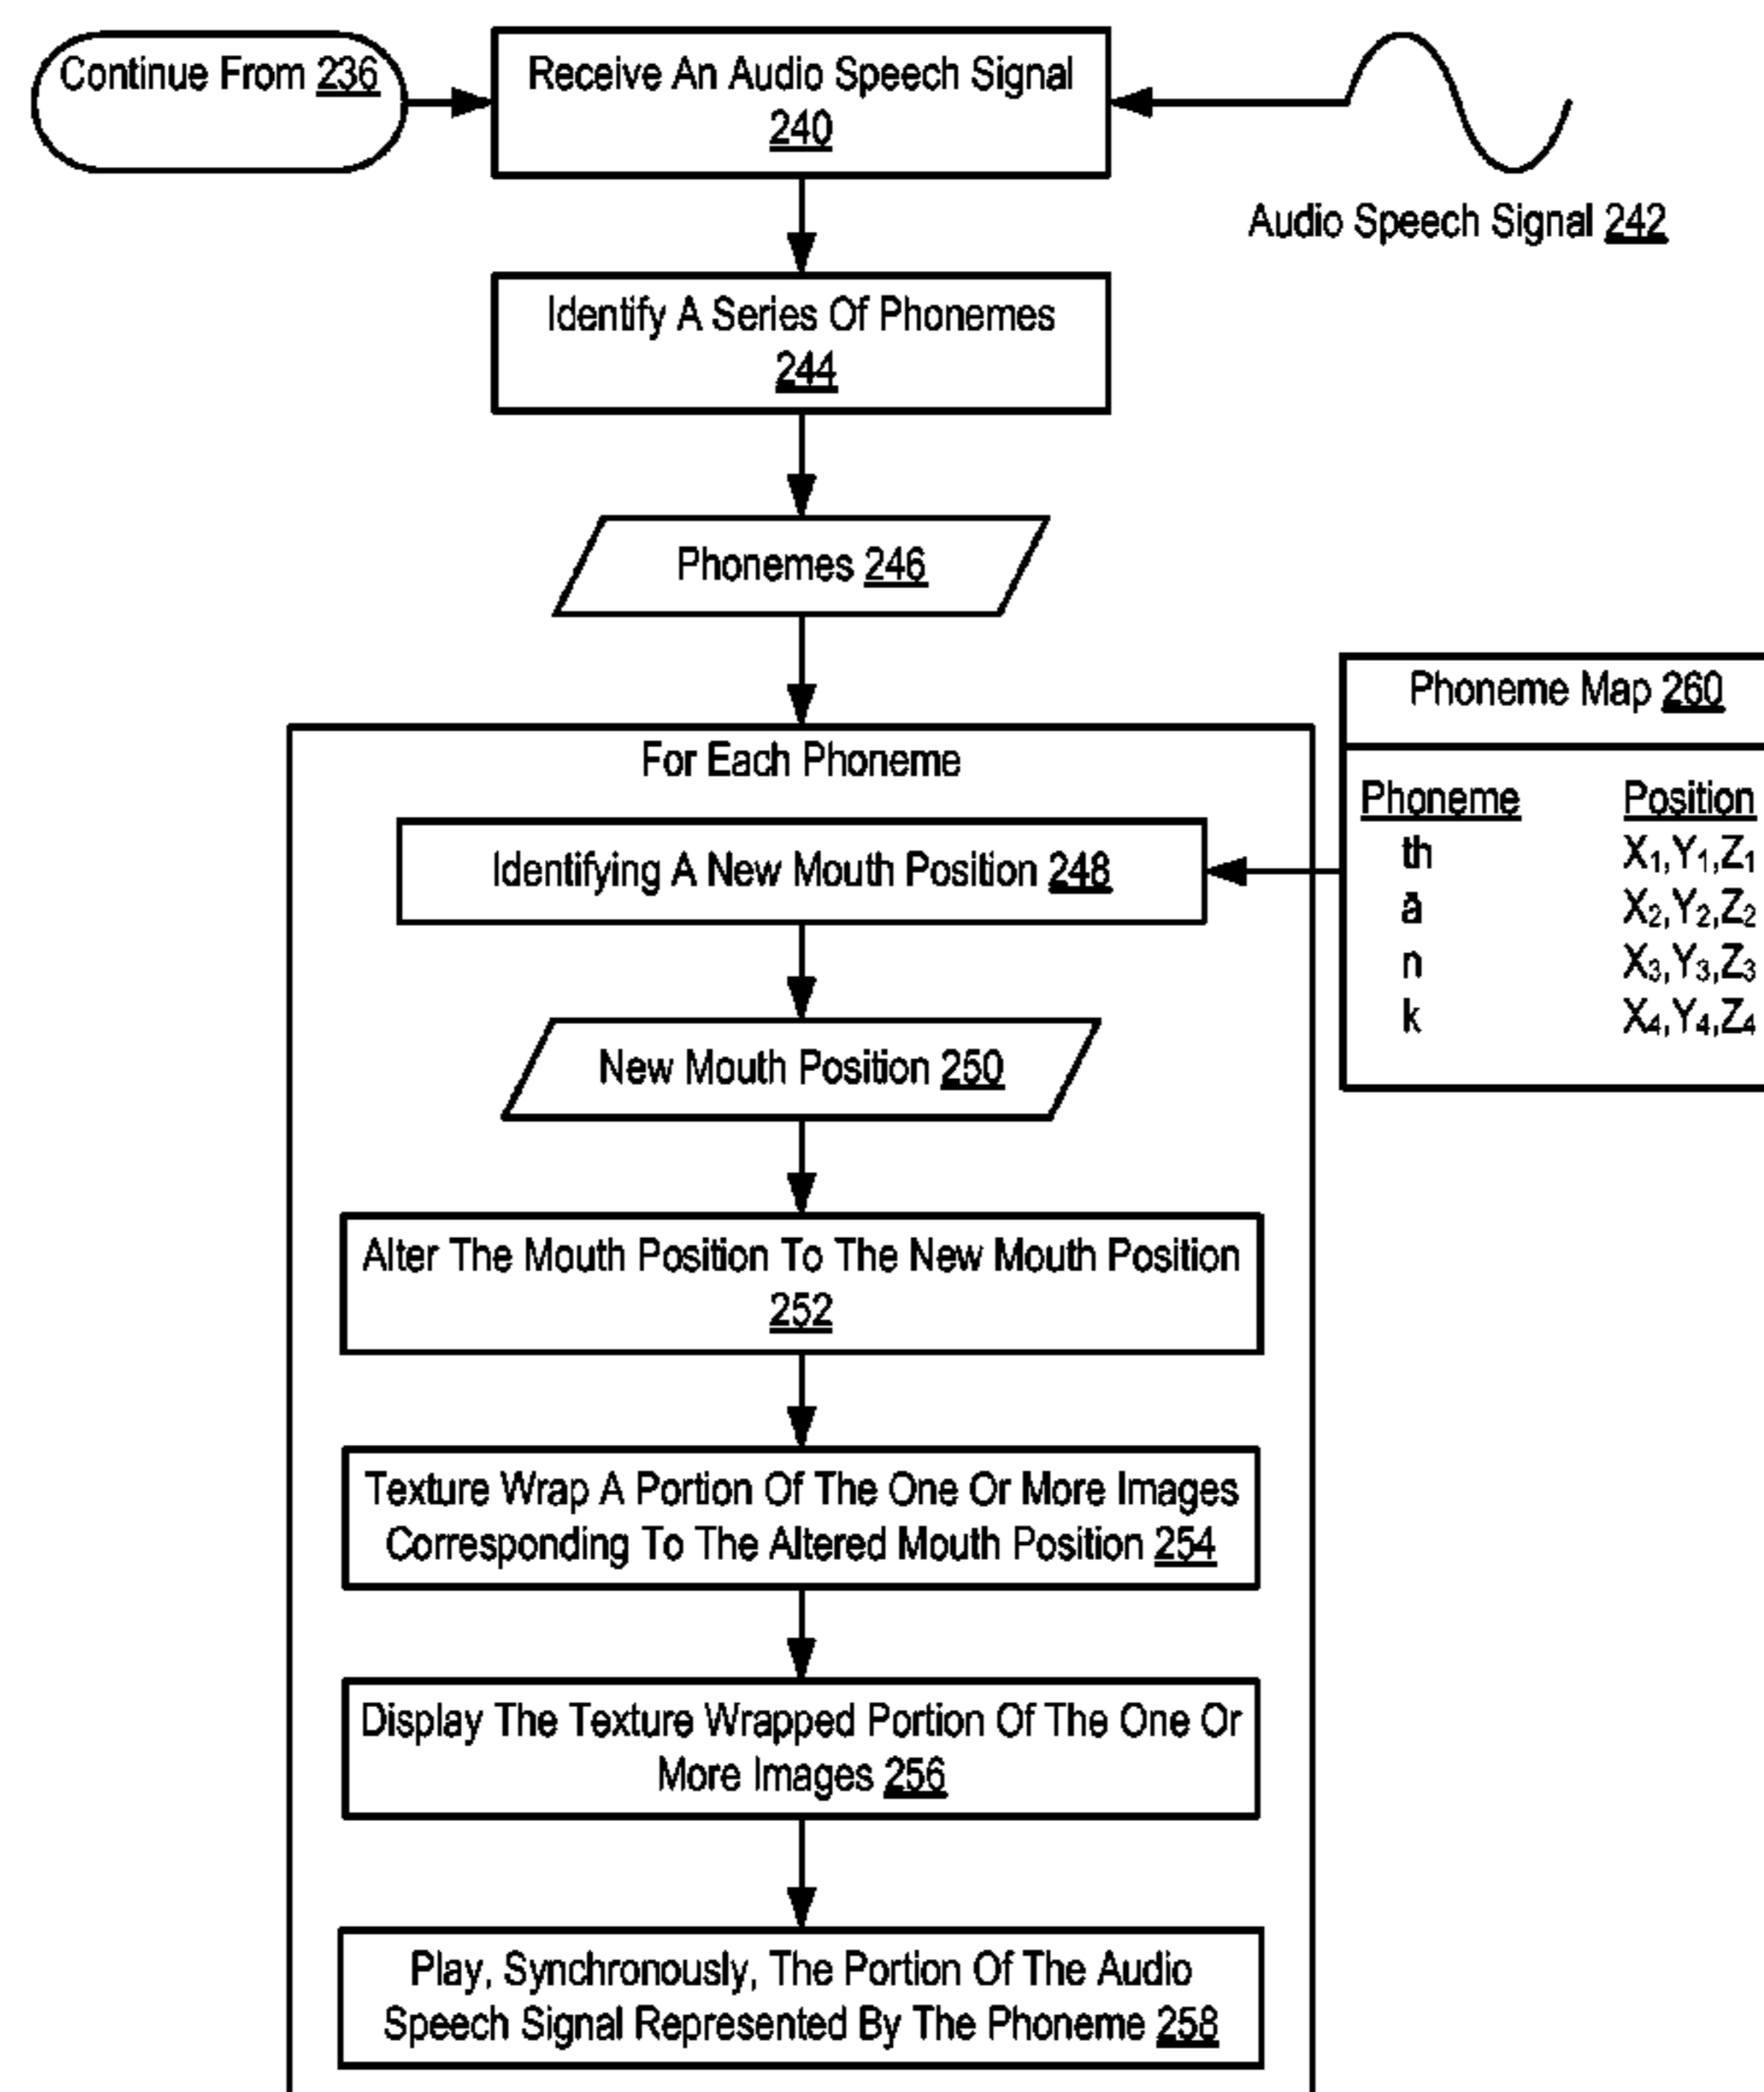 Continue From 236
Receive An Audio Speech Signal
240
Audio Speech Signal 242
Identify A Series Of Phonemes
244
Phonemes 246
For Each Phoneme
Identifying A New Mouth Position 248
Phoneme Map 260
Phoneme Position
th X₁,Y₁,Z₁
ā X₂,Y₂,Z₂
n X₃,Y₃,Z₃
k X₄,Y₄,Z₄
New Mouth Position 250
Alter The Mouth Position To The New Mouth Position
252
Texture Wrap A Portion Of The One Or More Images
Corresponding To The Altered Mouth Position 254
Display The Texture Wrapped Portion Of The One Or
More Images 256
Play, Synchronously, The Portion Of The Audio
Speech Signal Represented By The Phoneme 258